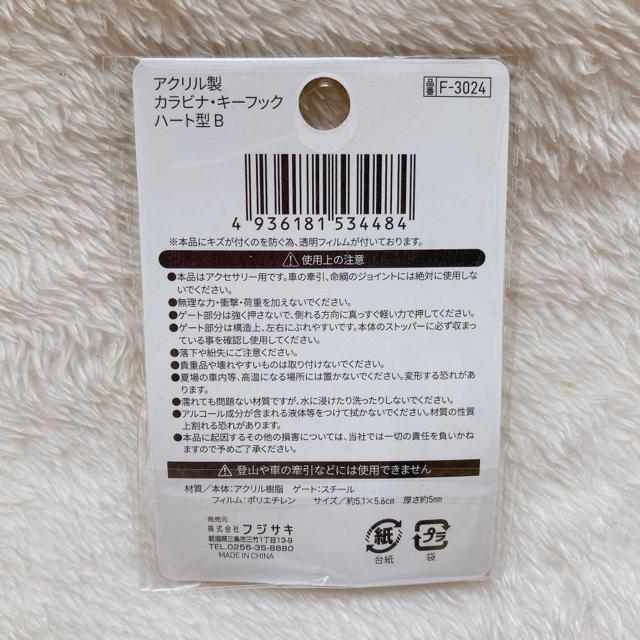 アクリル製
カラビナ・キーフック
ハート型 B
品番 F-3024
4 936181 534484
※本品にキズが付くのを防ぐ為、透明フィルムが付いております。
使用上の注意
●本品はアクセサリー用です。車の牽引、命綱のジョイントには絶対に使用し
ないでください。
●無理な力・衝撃・荷重を加えないでください。
●ゲート部分は強く押さないで、倒れる方向に真っすぐ軽い力で押してください。
●ゲート部分は構造上、左右にぶれやすいです。本体のストッパーに必ず収まっ
ている事を確認し使用してください。
●落下や紛失にご注意ください。
●貴重品や壊れやすいものは取り付けないでください。
●夏場の車内等、高温になる場所には置かないでください。変形する恐れがあ
ります。
●濡れても問題ない材質ですが、水に浸けたり洗ったりしないでください。
●アルコール成分が含まれる液体等をつけて拭かないでください。材質の性質
上割れる恐れがあります。
●本品に起因するその他の損害については、当社では一切の責任を負いかね
ますので予めご了承ください。
登山や車の牽引などには使用できません
材質/本体:アクリル樹脂 ゲート:スチール
フィルム:ポリエチレン サイズ/約5.1×5.6㎝ 厚さ約5mm
発売元
株式会社フジサキ
新潟県三条市三竹1丁目13-9
TEL.0256-35-8880
MADE IN CHINA
紙
台紙
プラ
袋